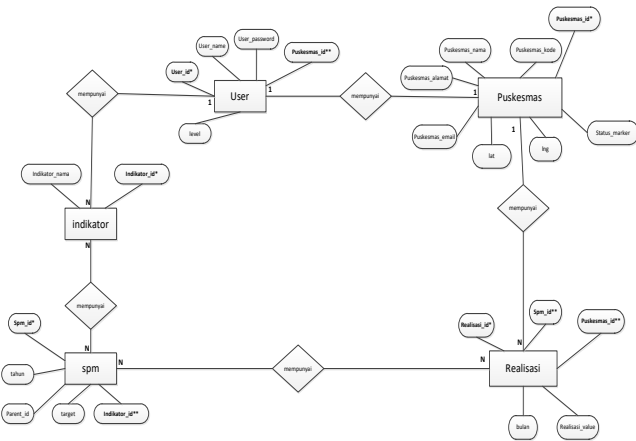 Puskesmas_id*
User_name
User_password
Puskesmas_id**
Puskesmas_nama
Puskesmas_kode
User_id*
Puskesmas_alamat
mempunyai
User
mempunyai
Puskesmas
1
1
1
level
1
Puskesmas_email
lat
lng
Status_marker
Indikator_nama
Indikator_id*
N
indikator
N
mempunyai
mempunyai
Spm_id*
Realisasi_id*
Spm_id**
Puskesmas_id**
N
N
N
N
spm
mempunyai
Realisasi
tahun
Parent_id
target
Indikator_id**
bulan
Realisasi_value